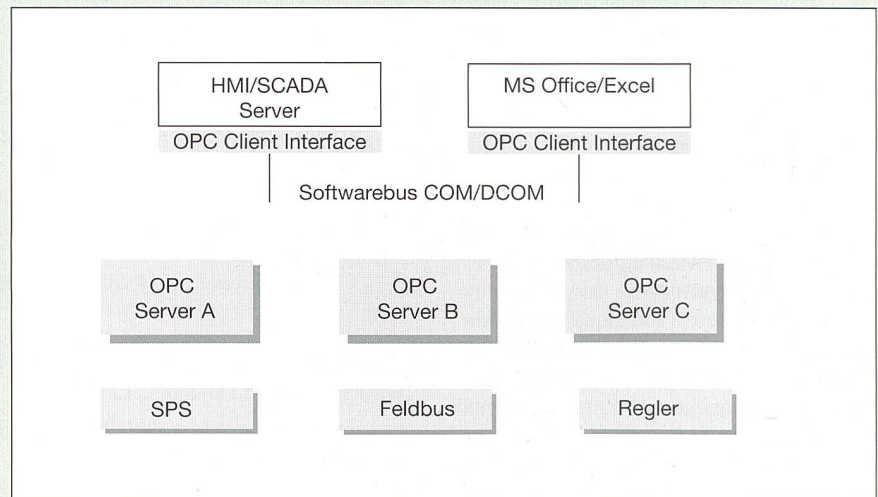 HMI/SCADA
Server
OPC Client Interface
MS Office/Excel
OPC Client Interface
Softwarebus COM/DCOM
OPC
Server A
OPC
Server B
OPC
Server C
SPS
Feldbus
Regler